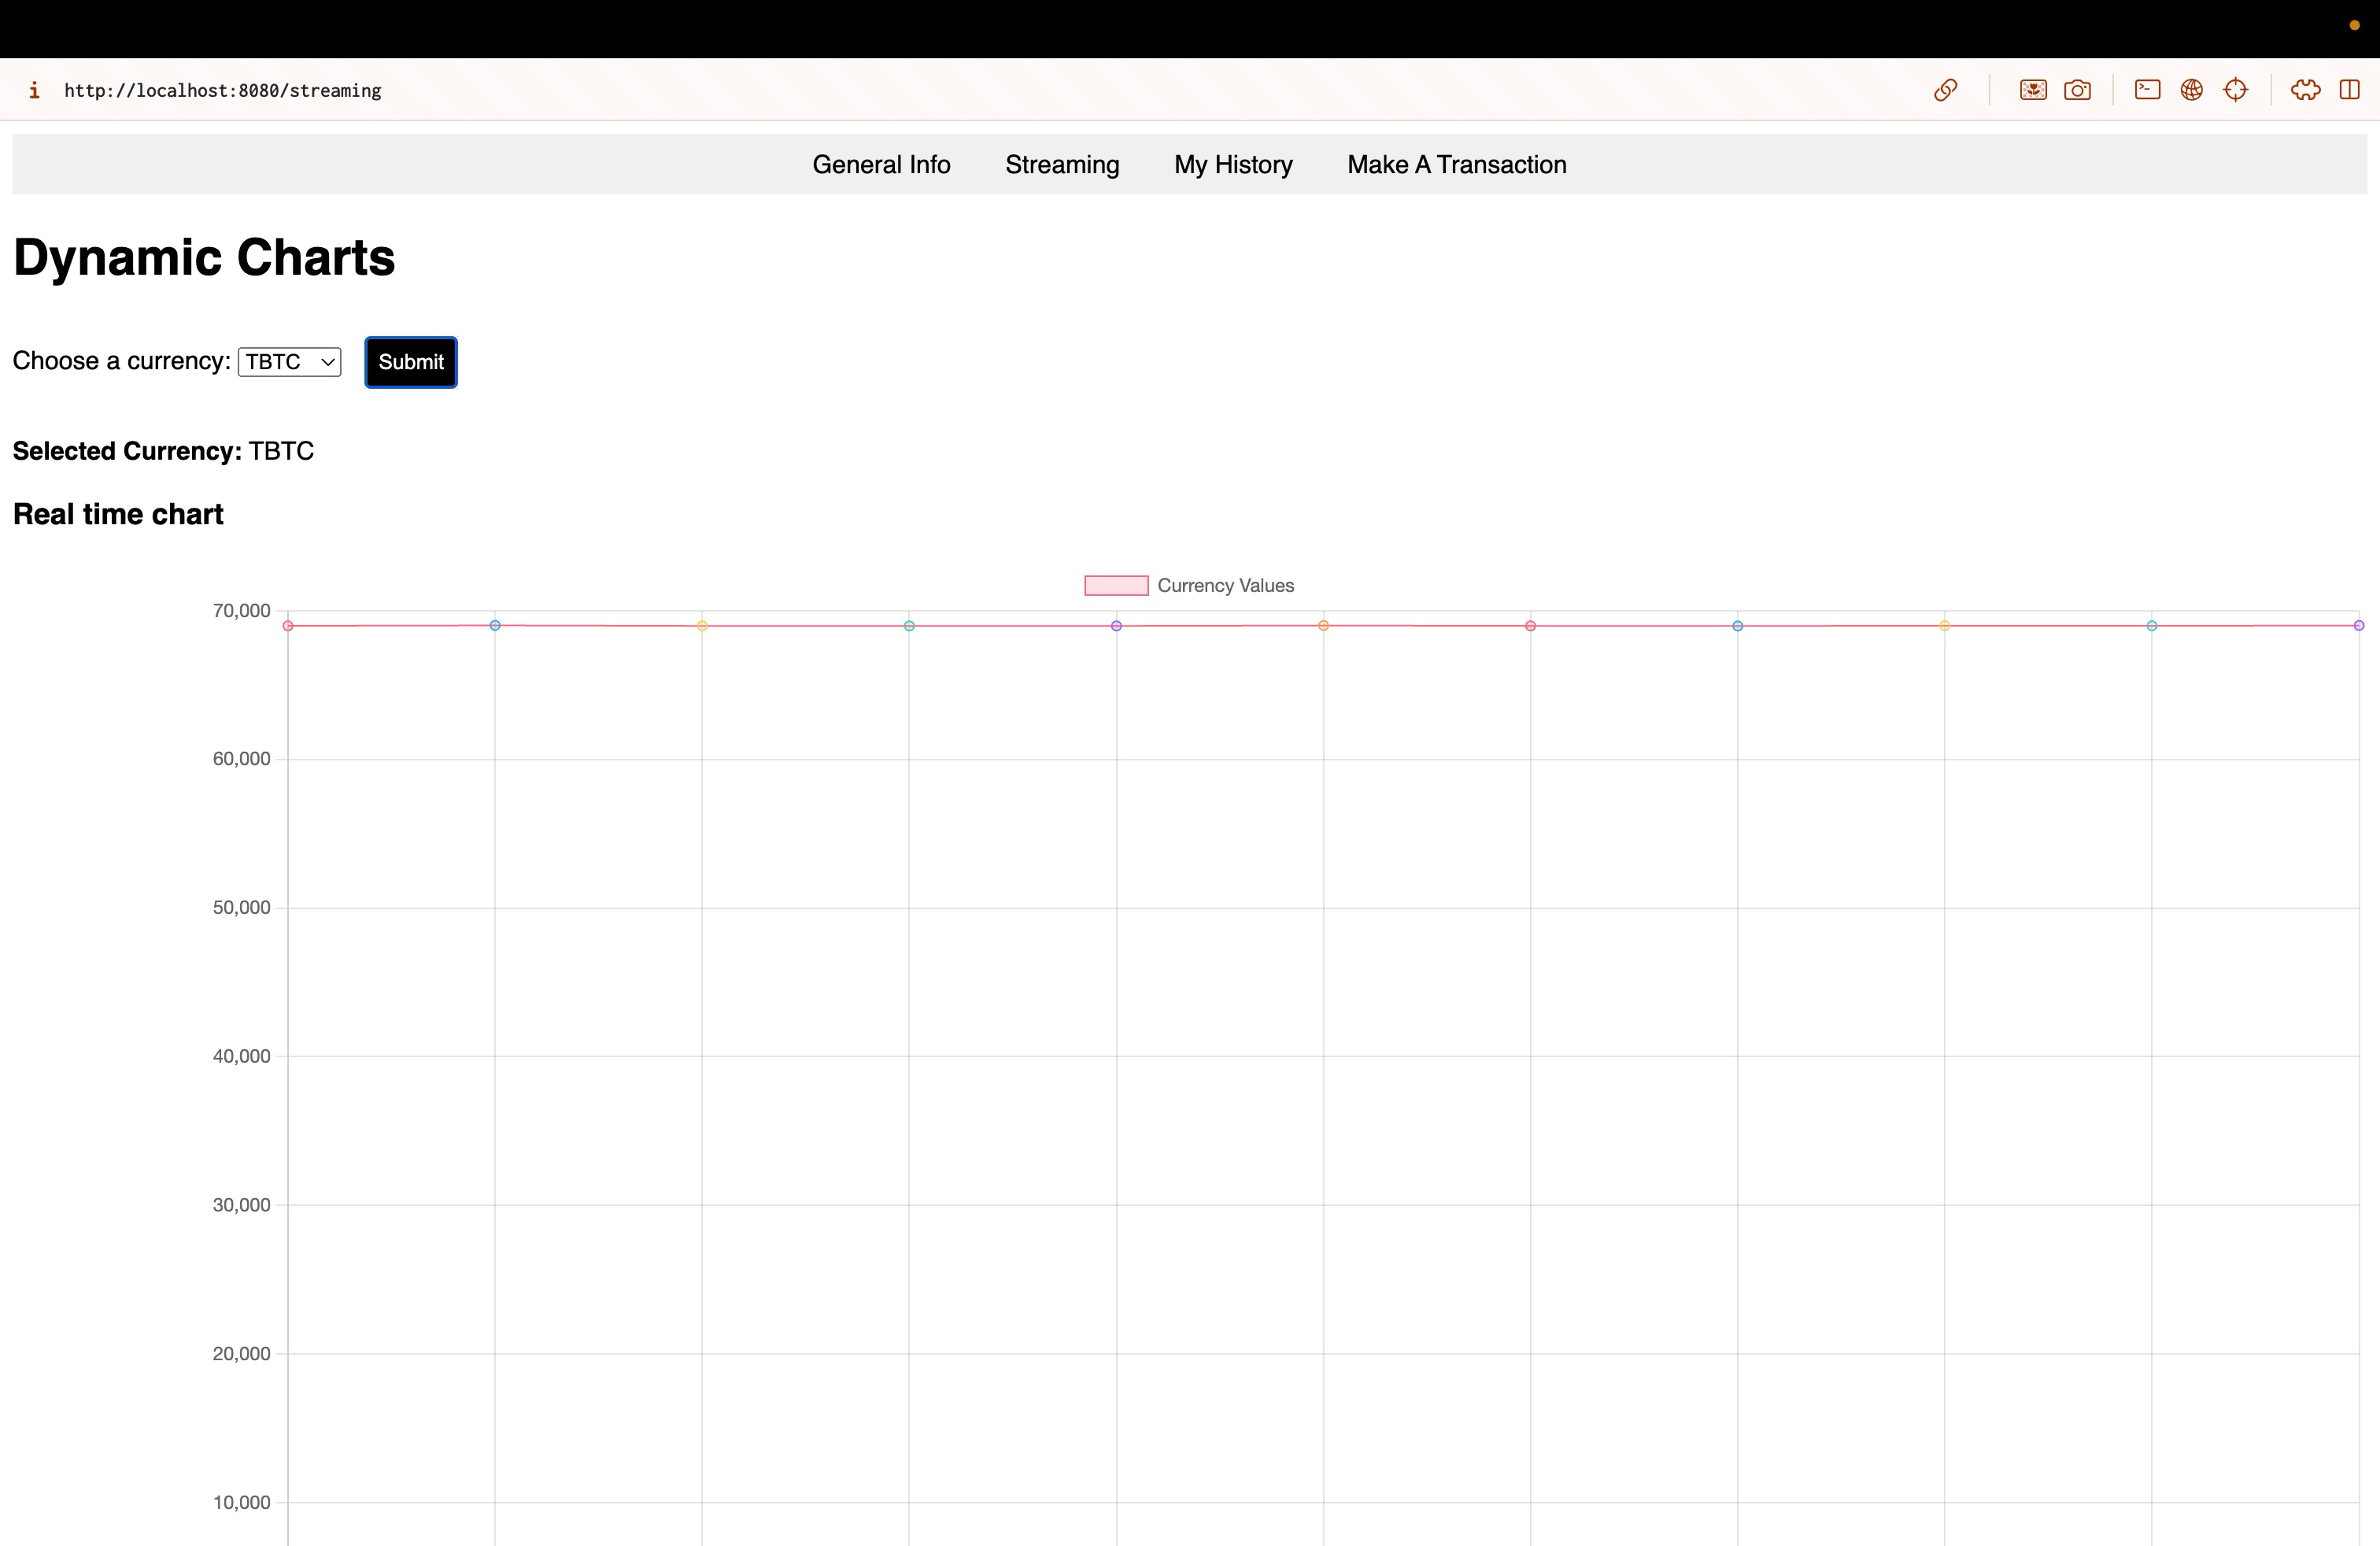 http://localhost:8080/streaming
General Info Streaming My History Make A Transaction
Dynamic Charts
Choose a currency: TBTC Submit
Selected Currency: TBTC
Real time chart
Currency Values
70,000
60,000
50,000
40,000
30,000
20,000
10,000